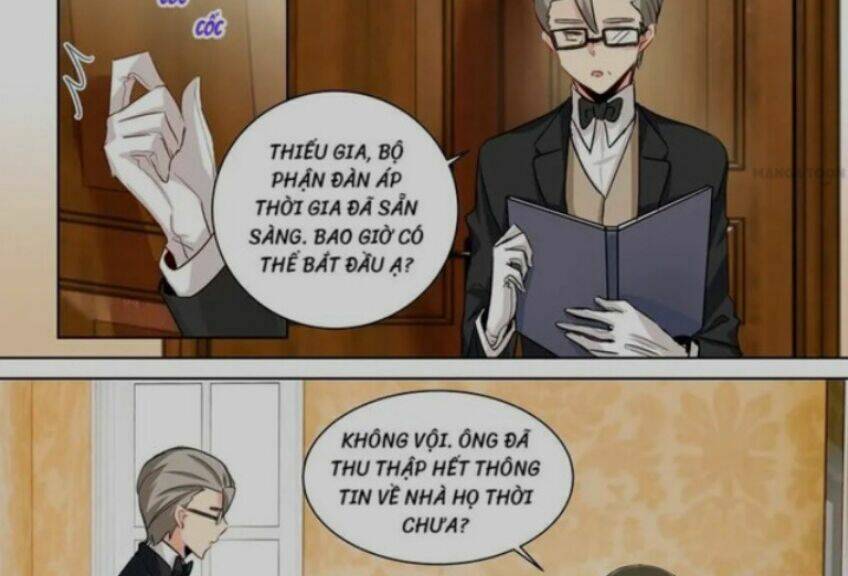 CỐC
THIẾU GIA, BỘ
PHẬN ĐÀN ÁP
THỜI GIA ĐÃ SẴN
SÀNG. BAO GIỜ CÓ
THỂ BẮT ĐẦU Ạ?
MANGATOON
KHÔNG VỘI. ÔNG ĐÃ
THU THẬP HẾT THÔNG
TIN VỀ NHÀ HỌ THỜI
CHƯA?